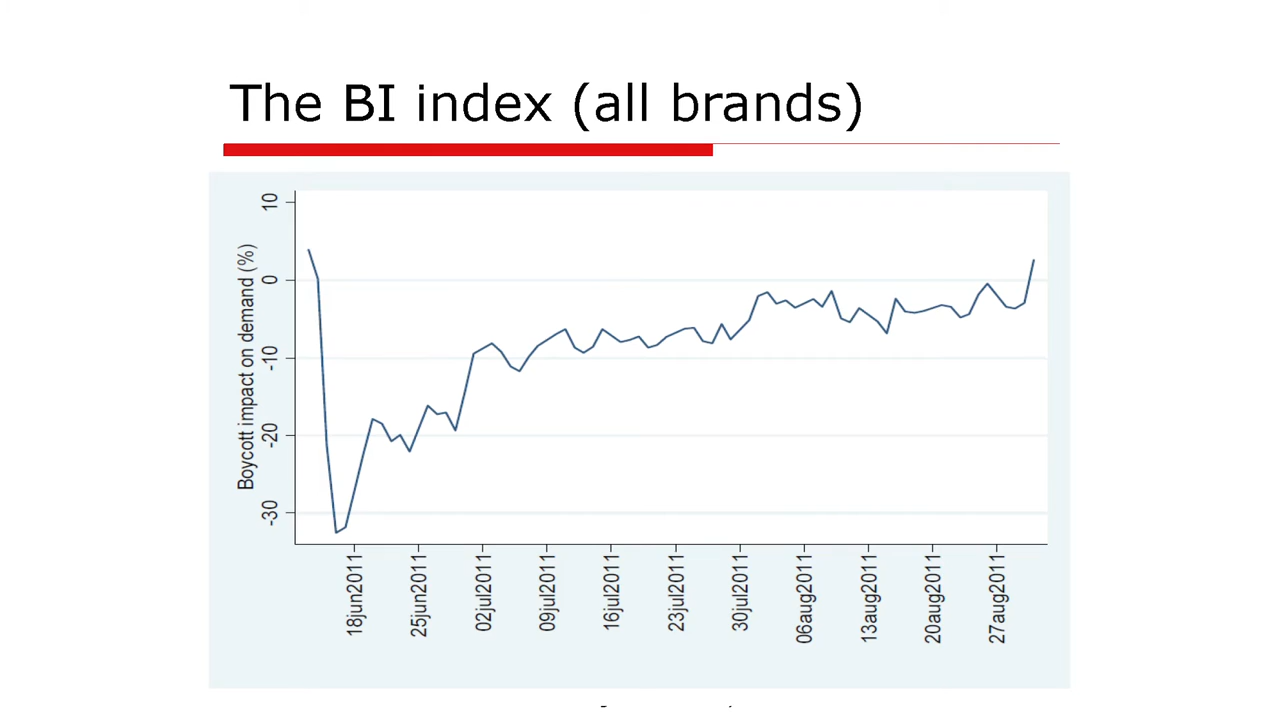 The BI index (all brands)
Boycott impact on demand (%)
10
0
-10
-20
-30
18jun2011
25jun2011
02jul2011
09jul2011
16jul2011
23jul2011
30jul2011
06aug2011
13aug2011
20aug2011
27aug2011